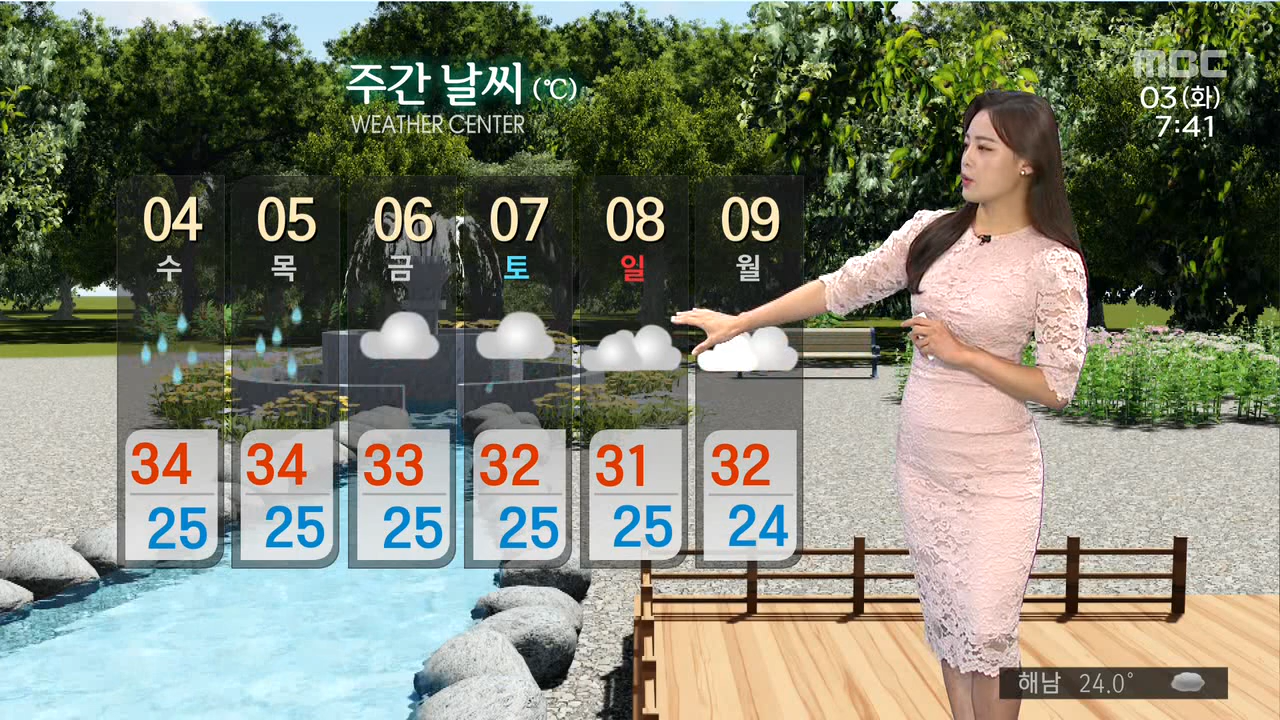 주간 날씨 (℃)
WEATHER CENTER
MBC
03(화)
7:41
04 05 06 07 08 09
수 목 금 토 일 월
34 34 33 32 31 32
25 25 25 25 25 24
해남 24.0°